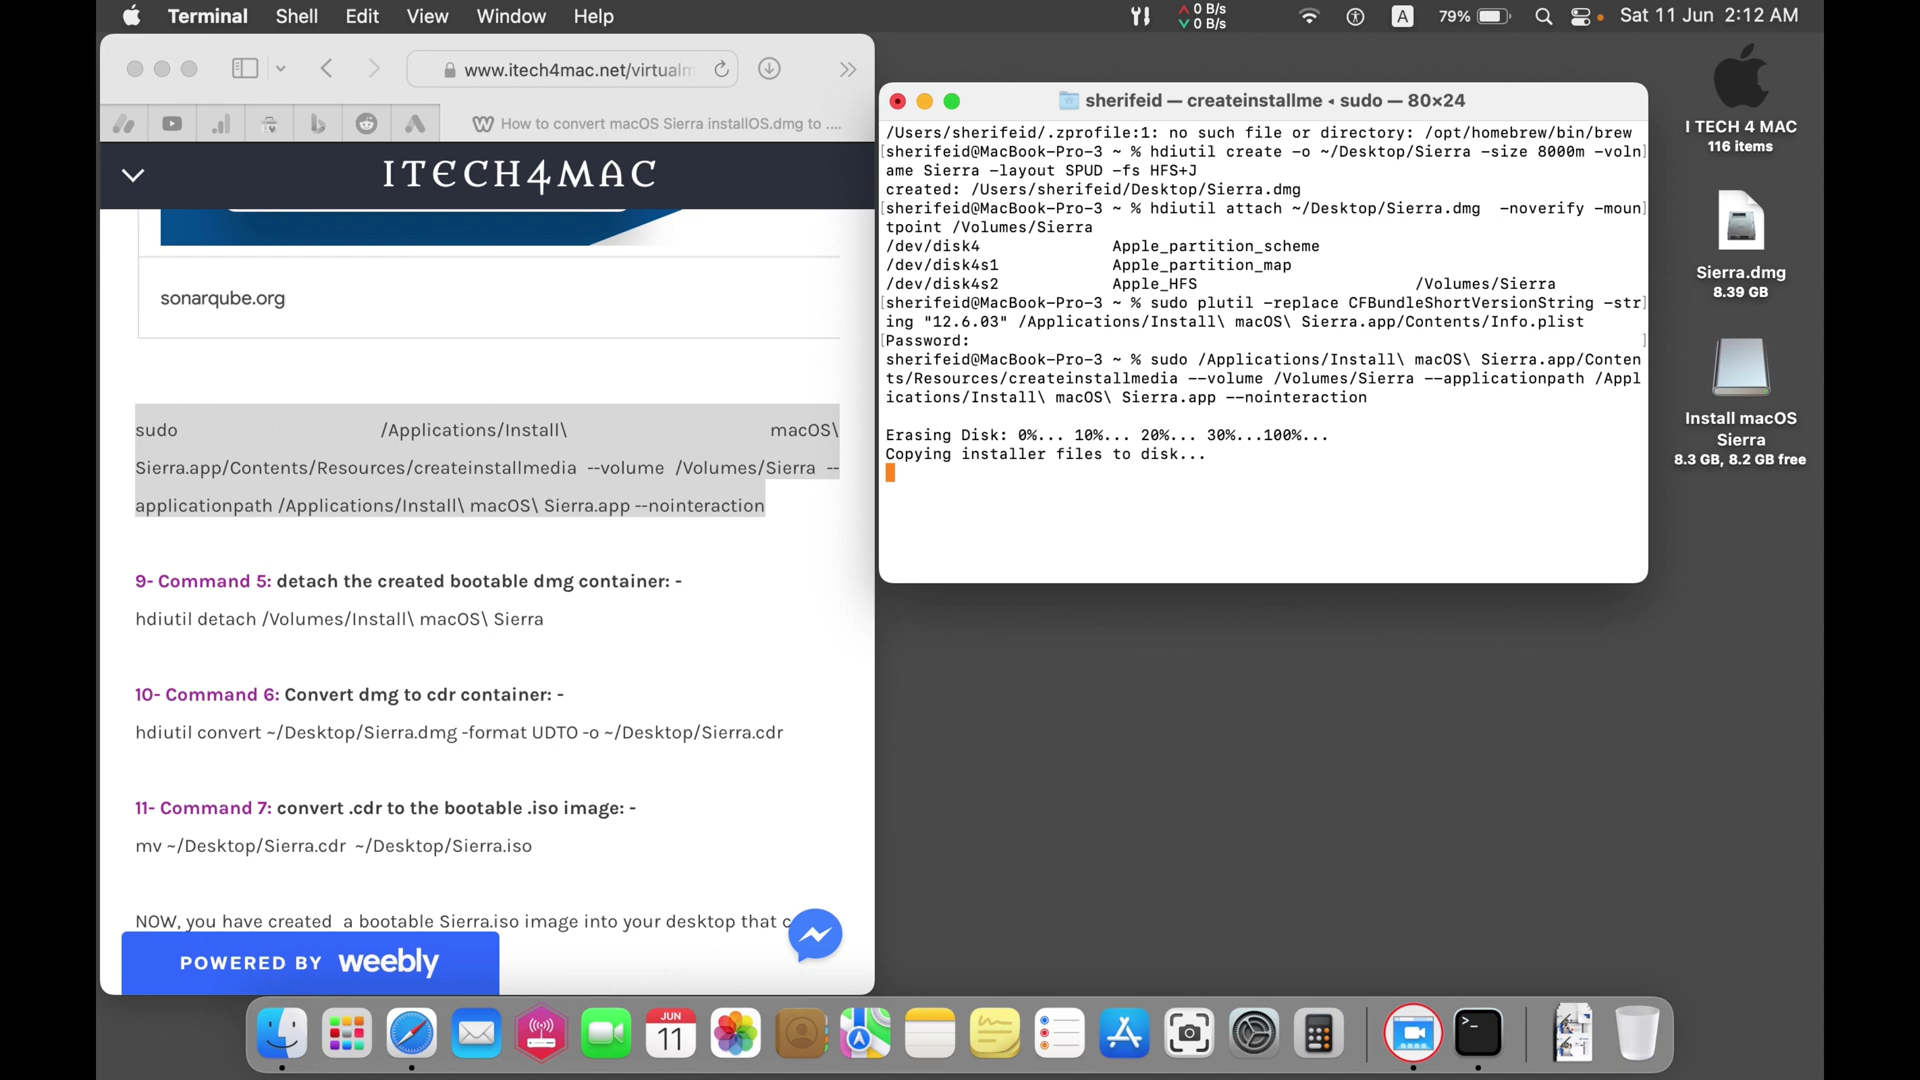 Terminal Shell Edit View Window Help
0 B/s
0 B/s
A
79%
Sat 11 Jun 2:12 AM
www.itech4mac.net/virtualm
How to convert macOS Sierra installOS.dmg to ....
ITECH4MAC
sonarqube.org
sudo /Applications/Install\ macOS\
Sierra.app/Contents/Resources/createinstallmedia --volume /Volumes/Sierra --
applicationpath /Applications/Install\ macOS\ Sierra.app --nointeraction
9- Command 5: detach the created bootable dmg container: -
hdiutil detach /Volumes/Install\ macOS\ Sierra
10- Command 6: Convert dmg to cdr container: -
hdiutil convert ~/Desktop/Sierra.dmg -format UDTO -o ~/Desktop/Sierra.cdr
11- Command 7: convert .cdr to the bootable .iso image: -
mv ~/Desktop/Sierra.cdr ~/Desktop/Sierra.iso
NOW, you have created a bootable Sierra.iso image into your desktop that c
POWERED BY weebly
sherifeid — createinstallme ◂ sudo — 80×24
/Users/sherifeid/.zprofile:1: no such file or directory: /opt/homebrew/bin/brew
[sherifeid@MacBook-Pro-3 ~ % hdiutil create -o ~/Desktop/Sierra -size 8000m -voln]
ame Sierra -layout SPUD -fs HFS+J
created: /Users/sherifeid/Desktop/Sierra.dmg
[sherifeid@MacBook-Pro-3 ~ % hdiutil attach ~/Desktop/Sierra.dmg -noverify -moun]
tpoint /Volumes/Sierra
/dev/disk4 Apple_partition_scheme
/dev/disk4s1 Apple_partition_map
/dev/disk4s2 Apple_HFS /Volumes/Sierra
[sherifeid@MacBook-Pro-3 ~ % sudo plutil -replace CFBundleShortVersionString -str]
ing "12.6.03" /Applications/Install\ macOS\ Sierra.app/Contents/Info.plist
[Password: ]
sherifeid@MacBook-Pro-3 ~ % sudo /Applications/Install\ macOS\ Sierra.app/Conten
ts/Resources/createinstallmedia --volume /Volumes/Sierra --applicationpath /Appl
ications/Install\ macOS\ Sierra.app --nointeraction
Erasing Disk: 0%... 10%... 20%... 30%...100%...
Copying installer files to disk...
I TECH 4 MAC
116 items
Sierra.dmg
8.39 GB
Install macOS
Sierra
8.3 GB, 8.2 GB free
JUN
11